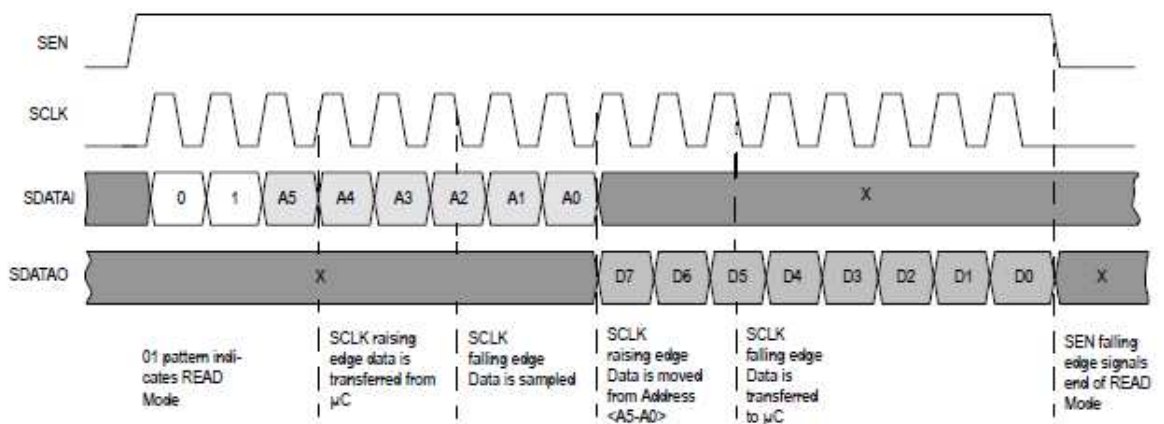 SEN
SCLK
SDATAI 0 1 A5 A4 A3 A2 A1 A0 X
SDATAO X D7 D6 D5 D4 D3 D2 D1 D0 X
01 pattern indi-
cates READ
Mode
SCLK raising
edge data is
transferred from
µC
SCLK
falling edge
Data is sampled
SCLK
raising edge
Data is moved
from Address
<A5-A0>
SCLK
falling edge
Data is
transferred
to µC
SEN falling
edge signals
end of READ
Mode